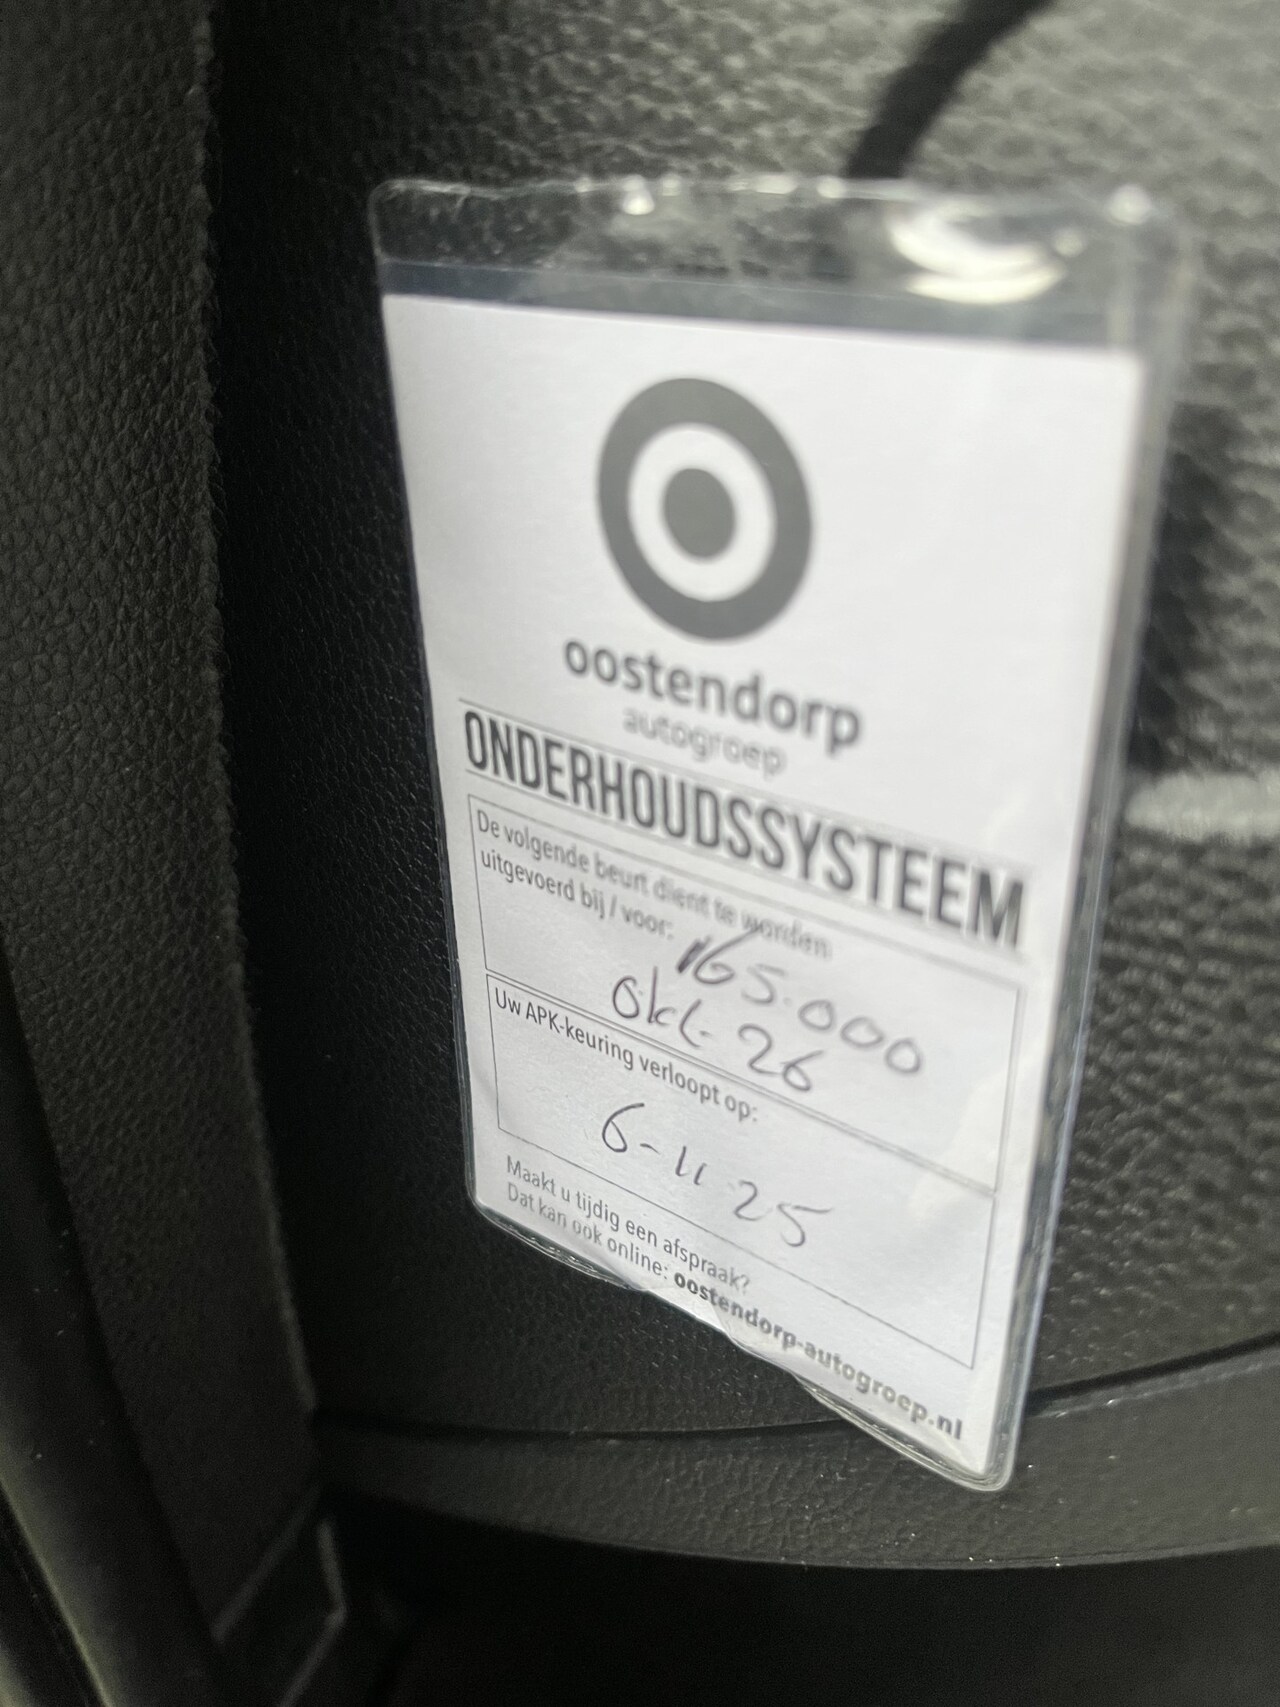 oostendorp
autogroep
ONDERHOUDSSYSTEEM
De volgende beurt dient te worden
uitgevoerd bij / voor: 165.000
Okt. 26
Uw APK-keuring verloopt op:
6-11 25
Maakt u tijdig een afspraak?
Dat kan ook online: oostendorp-autogroep.nl